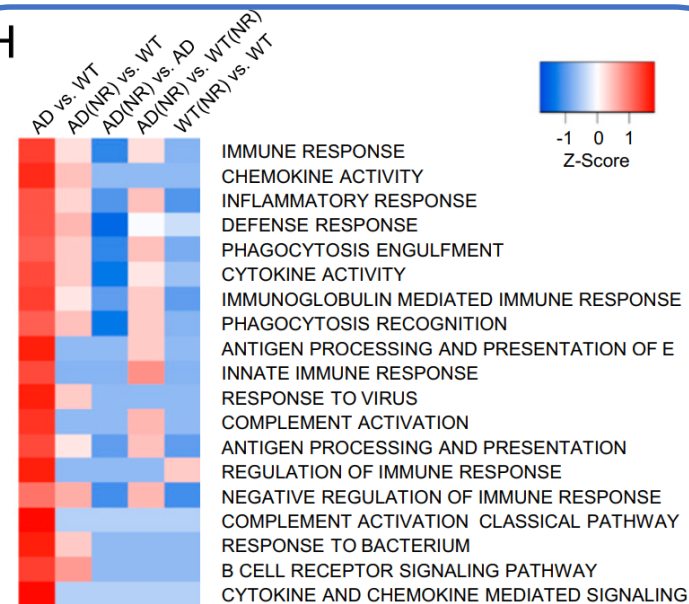 H
AD vs. WT
AD(NR) vs. WT
AD(NR) vs. AD
AD(NR) vs. WT(NR)
WT(NR) vs. WT
-1 0 1
Z-Score
IMMUNE RESPONSE
CHEMOKINE ACTIVITY
INFLAMMATORY RESPONSE
DEFENSE RESPONSE
PHAGOCYTOSIS ENGULFMENT
CYTOKINE ACTIVITY
IMMUNOGLOBULIN MEDIATED IMMUNE RESPONSE
PHAGOCYTOSIS RECOGNITION
ANTIGEN PROCESSING AND PRESENTATION OF E
INNATE IMMUNE RESPONSE
RESPONSE TO VIRUS
COMPLEMENT ACTIVATION
ANTIGEN PROCESSING AND PRESENTATION
REGULATION OF IMMUNE RESPONSE
NEGATIVE REGULATION OF IMMUNE RESPONSE
COMPLEMENT ACTIVATION CLASSICAL PATHWAY
RESPONSE TO BACTERIUM
B CELL RECEPTOR SIGNALING PATHWAY
CYTOKINE AND CHEMOKINE MEDIATED SIGNALING